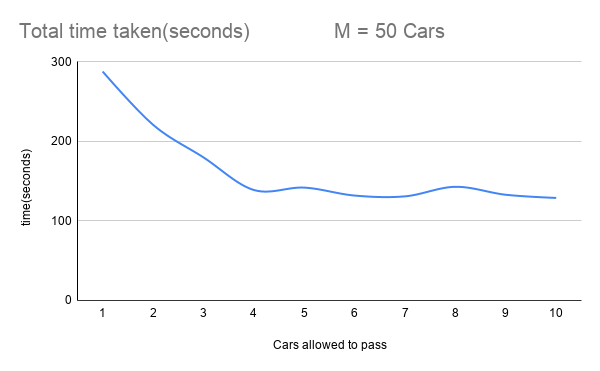 Total time taken(seconds) M = 50 Cars
300
200
100
0
time(seconds)
1 2 3 4 5 6 7 8 9 10
Cars allowed to pass